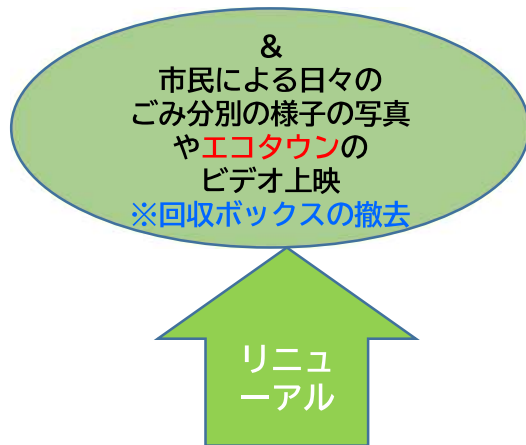 &
市民による日々の
ごみ分別の様子の写真
やエコタウンの
ビデオ上映
※回収ボックスの撤去
リニュ
ーアル